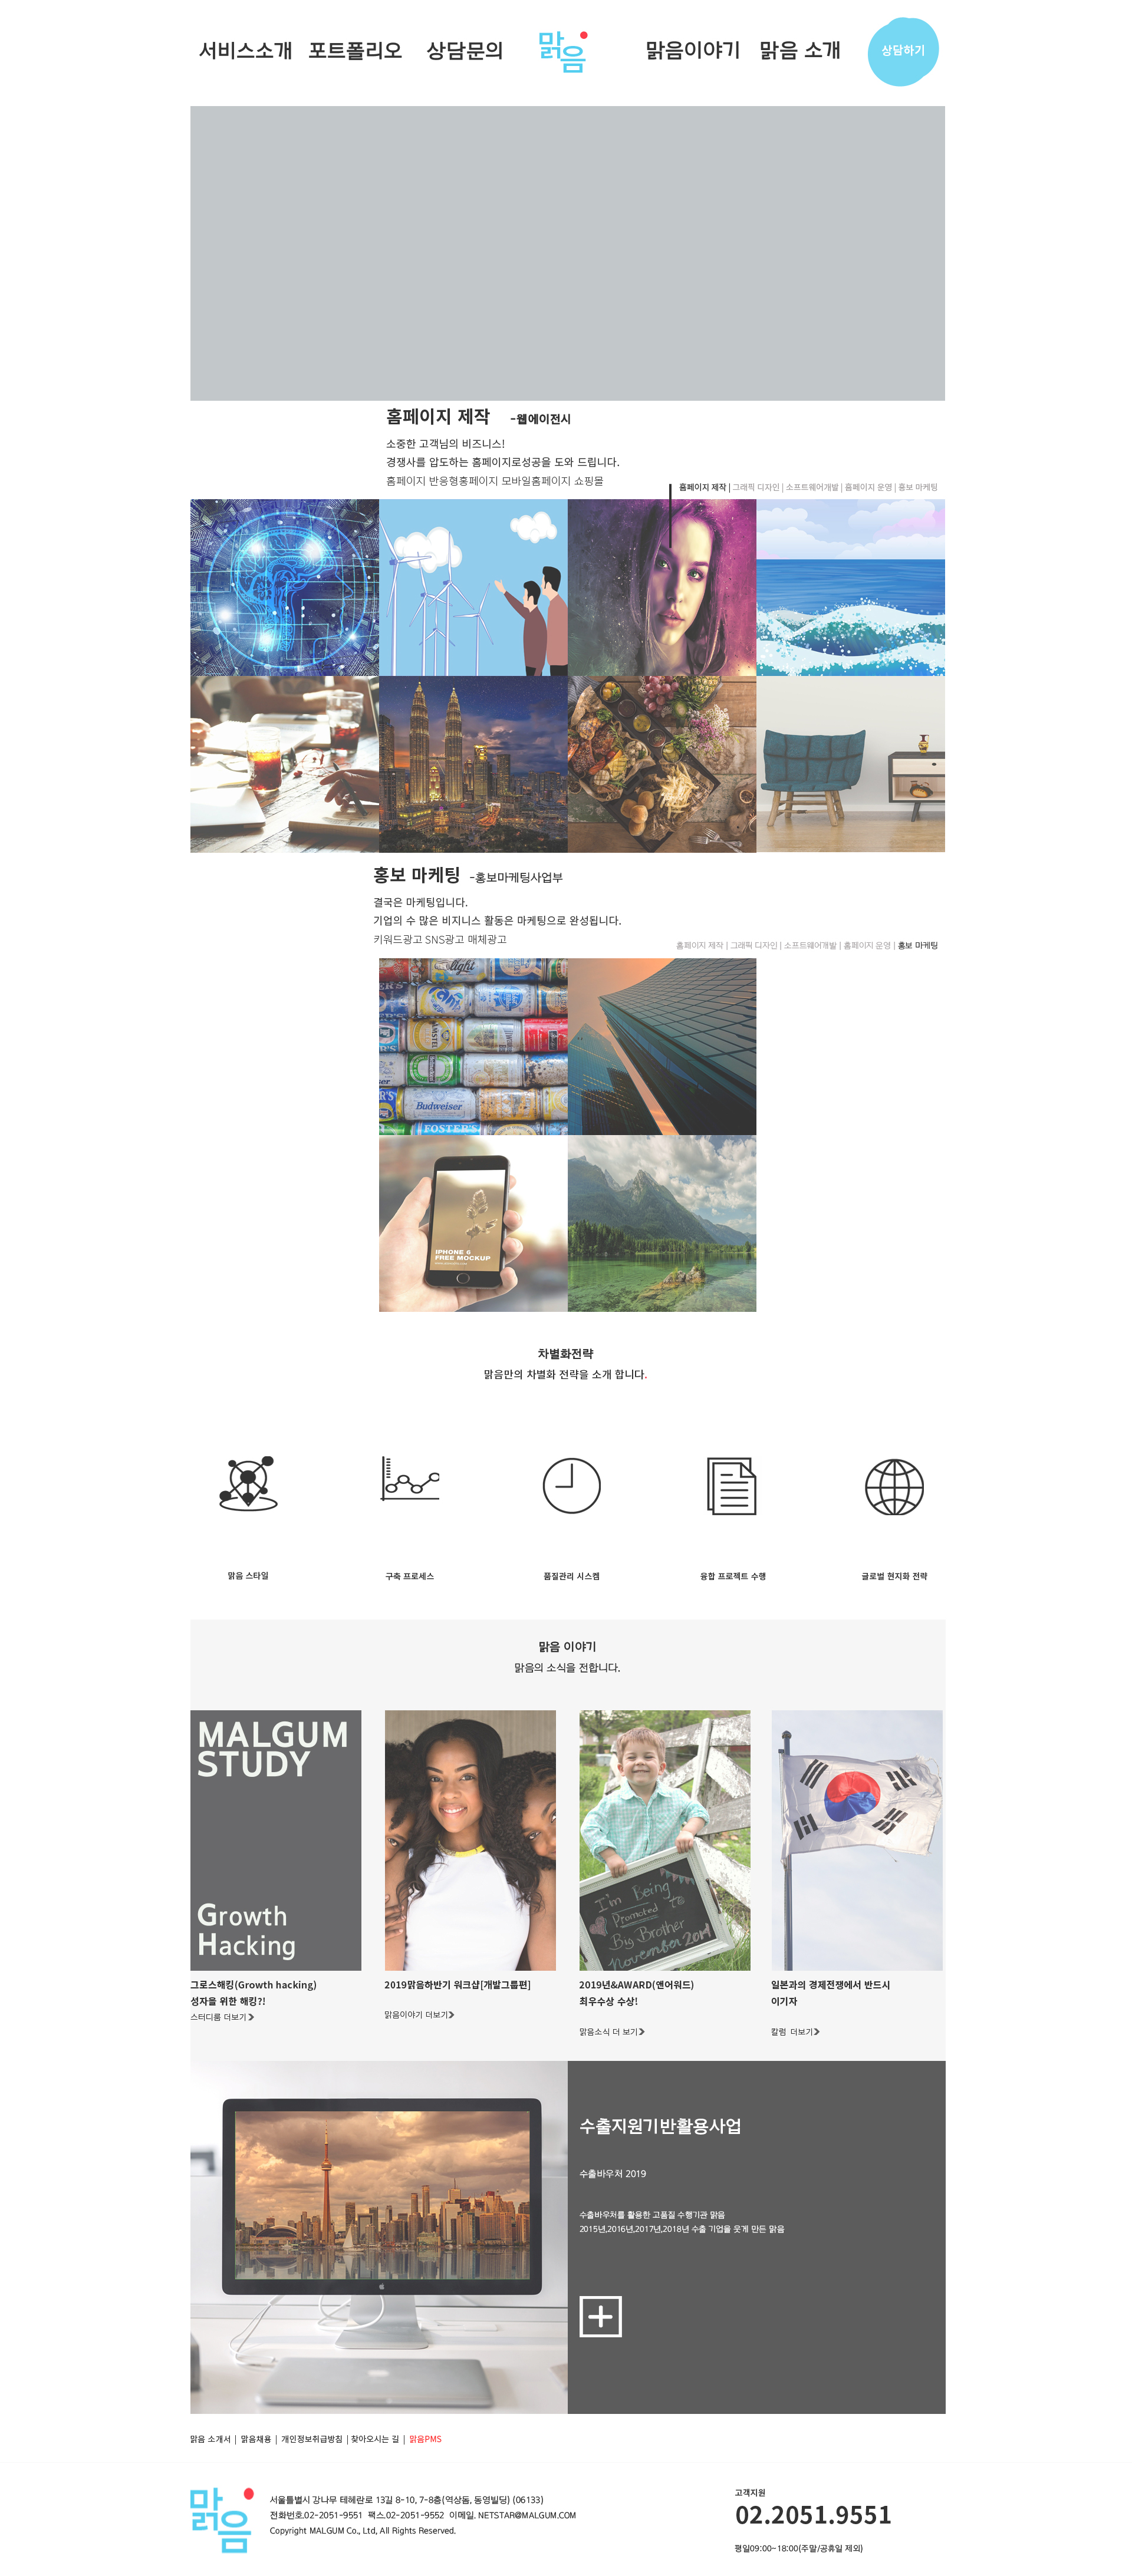 서비스소개 포트폴리오 상담문의 맑음 맑음이야기 맑음 소개 상담하기
홈페이지 제작 -웹에이전시
소중한 고객님의 비즈니스!
경쟁사를 압도하는 홈페이지로성공을 도와 드립니다.
홈페이지 반응형홈페이지 모바일홈페이지 쇼핑몰
홈페이지 제작 | 그래픽 디자인 | 소프트웨어개발 | 홈페이지 운영 | 홍보 마케팅
홍보 마케팅 -홍보마케팅사업부
결국은 마케팅입니다.
기업의 수 많은 비지니스 활동은 마케팅으로 완성됩니다.
키워드광고 SNS광고 매체광고
홈페이지 제작 | 그래픽 디자인 | 소프트웨어개발 | 홈페이지 운영 | 홍보 마케팅
light
AMSTEL
Budweiser
FOSTER'S
IPHONE 6
FREE MOCKUP
차별화전략
맑음만의 차별화 전략을 소개 합니다.
맑음 스타일
구축 프로세스
품질관리 시스켐
융합 프로젝트 수행
글로벌 현지화 전략
맑음 이야기
맑음의 소식을 전합니다.
MALGUM
STUDY
Growth
Hacking
I'm Being
Promoted To
Big Brother
November 2014
그로스해킹(Growth hacking)
성자을 위한 해킹?!
스터디룸 더보기
2019맑음하반기 워크샵[개발그룹편]
맑음이야기 더보기
2019년&AWARD(앤어워드)
최우수상 수상!
맑음소식 더 보기
일본과의 경제전쟁에서 반드시
이기자
칼럼 더보기
수출지원기반활용사업
수출바우처 2019
수출바우처를 활용한 고품질 수행기관 맑음
2015년,2016년,2017년,2018년 수출 기업을 웃게 만든 맑음
맑음 소개서 | 맑음채용 | 개인정보취급방침 | 찾아오시는 길 | 맑음PMS
맑음
서울틀별시 강나무 테헤란로 13길 8-10, 7-8층(역상돔, 동영빌딩) (06133)
전화번호.02-2051-9551 팩스.02-2051-9552 이메일. NETSTAR@MALGUM.COM
Copyright MALGUM Co., Ltd, All Rights Reserved.
고객지원
02.2051.9551
평일09:00~18:00(주말/공휴일 제외)